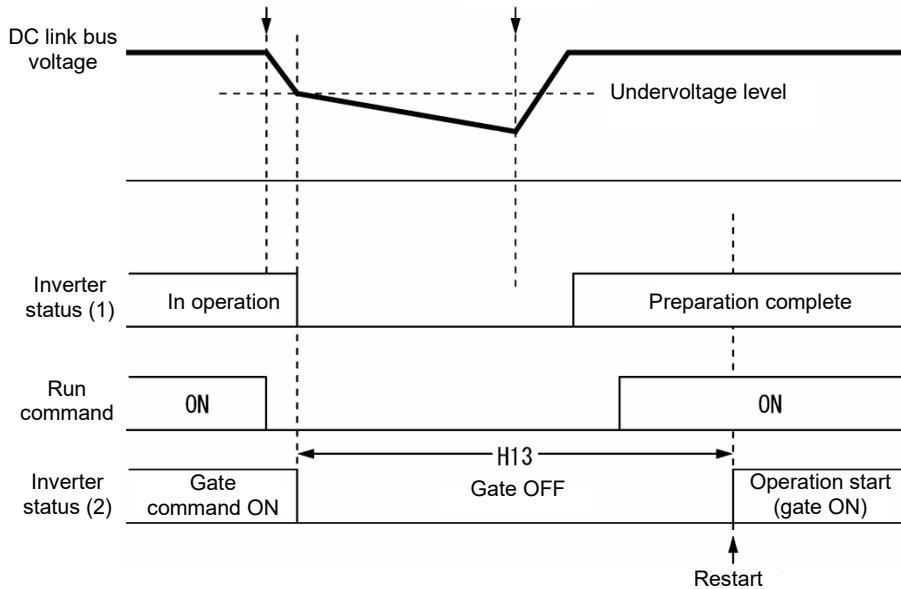 DC link bus
voltage
Undervoltage level
Inverter
status (1)
In operation
Preparation complete
Run
command
ON
ON
H13
Inverter
status (2)
Gate
command ON
Gate OFF
Operation start
(gate ON)
Restart